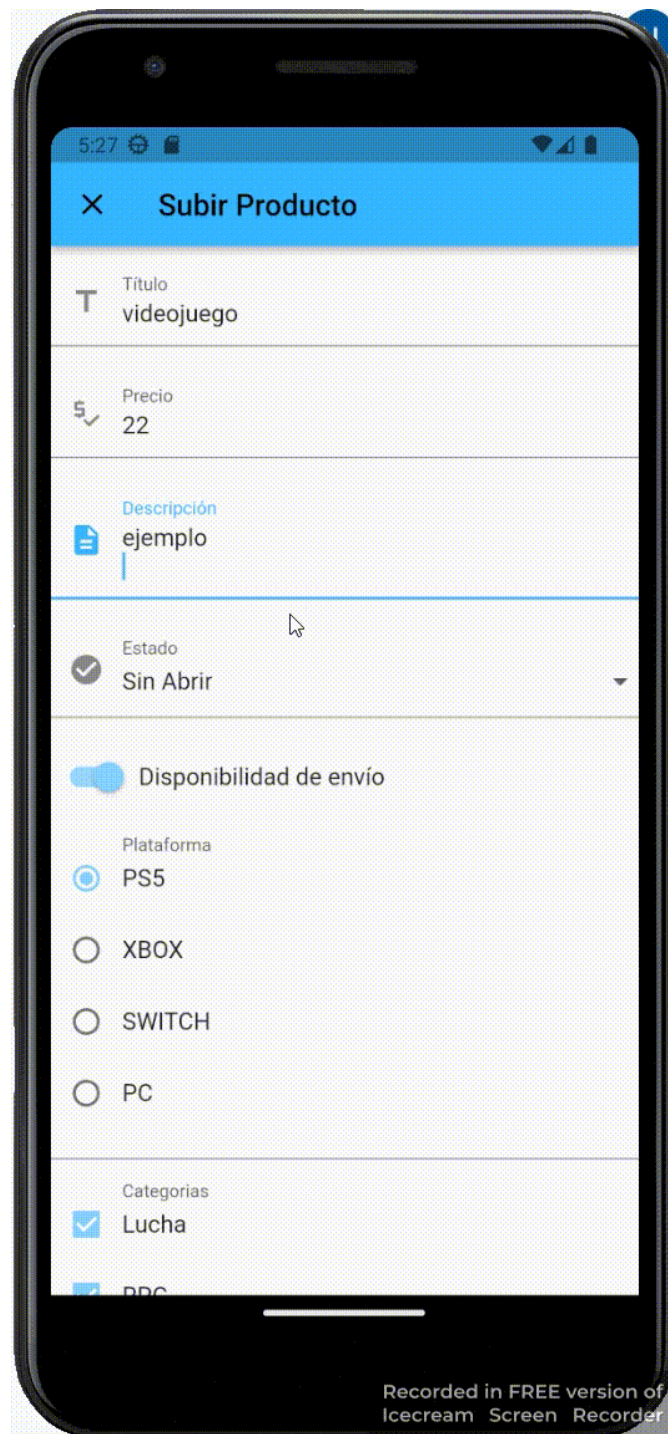 5:27
Subir Producto
Título
videojuego
Precio
22
Descripción
ejemplo
Estado
Sin Abrir
Disponibilidad de envío
Plataforma
PS5
XBOX
SWITCH
PC
Categorias
Lucha
Recorded in FREE version of
Icecream Screen Recorder